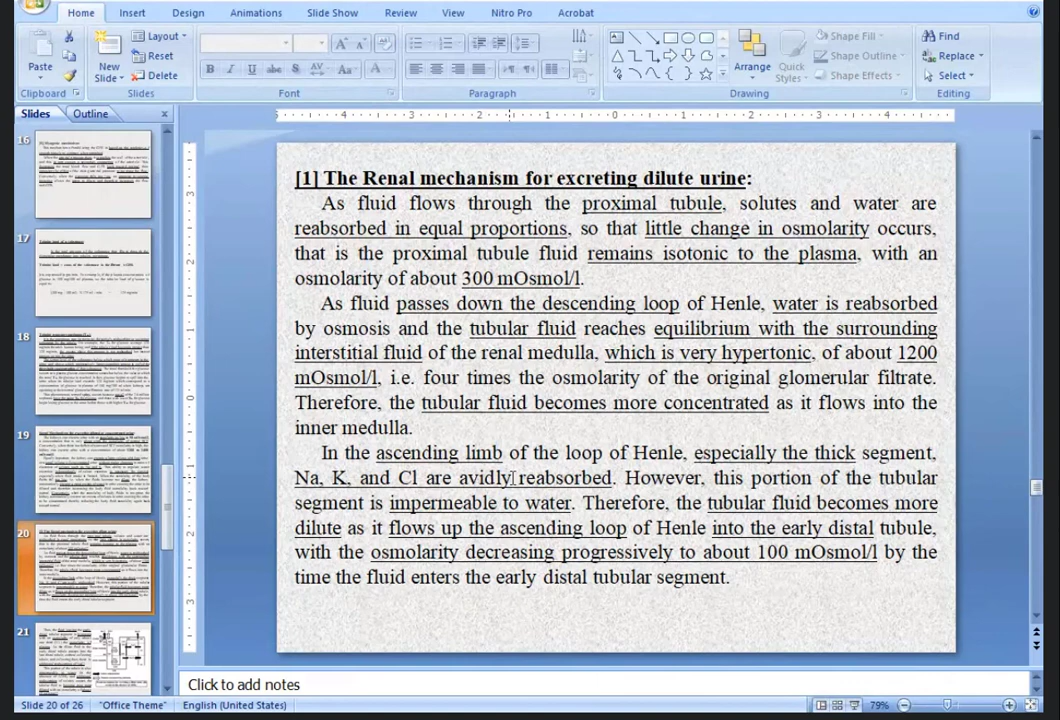 Home Insert Design Slide Show Animations Review View Nitro Pro Acrobat
Paste
New
Slide
Layout
Reset
Delete
Clipboard
Slides
Font
Paragraph
Arrange
Quick
Styles
Shape Fill
Shape Outline
Shape Effects
Drawing
Find
Replace
Select
Editing
Slides Outline
16
17
18
19
20
21
[1] The Renal mechanism for excreting dilute urine:
As fluid flows through the proximal tubule, solutes and water are
reabsorbed in equal proportions, so that little change in osmolarity occurs,
that is the proximal tubule fluid remains isotonic to the plasma, with an
osmolarity of about 300 mOsmol/l.
As fluid passes down the descending loop of Henle, water is reabsorbed
by osmosis and the tubular fluid reaches equilibrium with the surrounding
interstitial fluid of the renal medulla, which is very hypertonic, of about 1200
mOsmol/l, i.e. four times the osmolarity of the original glomerular filtrate.
Therefore, the tubular fluid becomes more concentrated as it flows into the
inner medulla.
In the ascending limb of the loop of Henle, especially the thick segment,
Na, K, and Cl are avidly reabsorbed. However, this portion of the tubular
segment is impermeable to water. Therefore, the tubular fluid becomes more
dilute as it flows up the ascending loop of Henle into the early distal tubule,
with the osmolarity decreasing progressively to about 100 mOsmol/l by the
time the fluid enters the early distal tubular segment.
Click to add notes
Slide 20 of 26 "Office Theme" English (United States) 79%